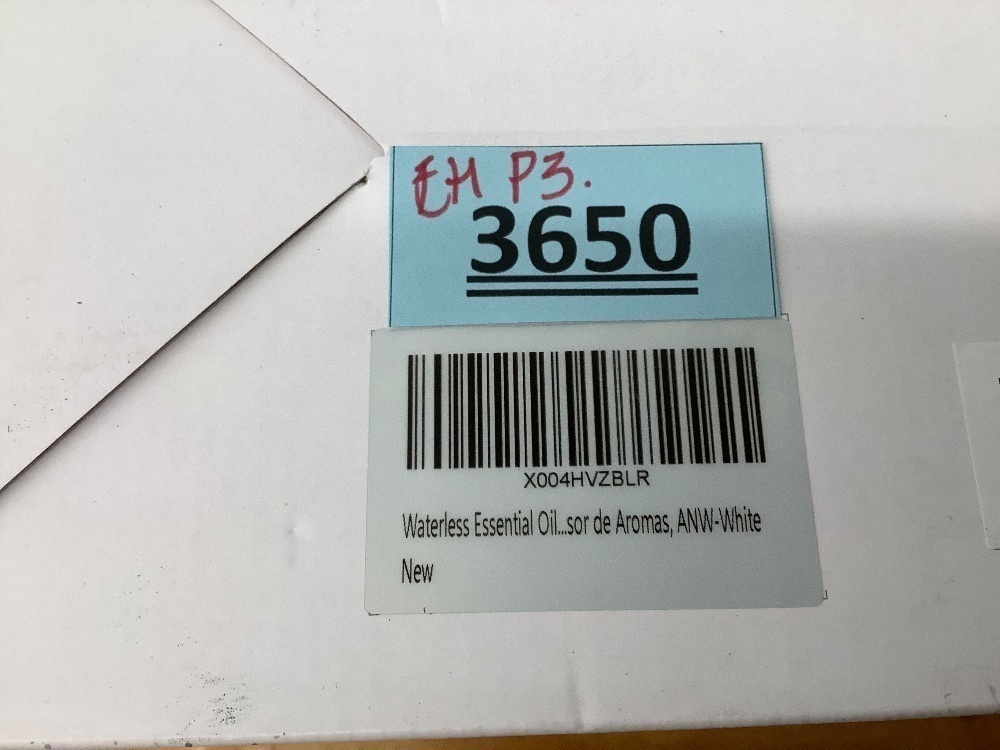 EH P3.
3650
X004HVZBLR
Waterless Essential Oil...sor de Aromas, ANW-White
New